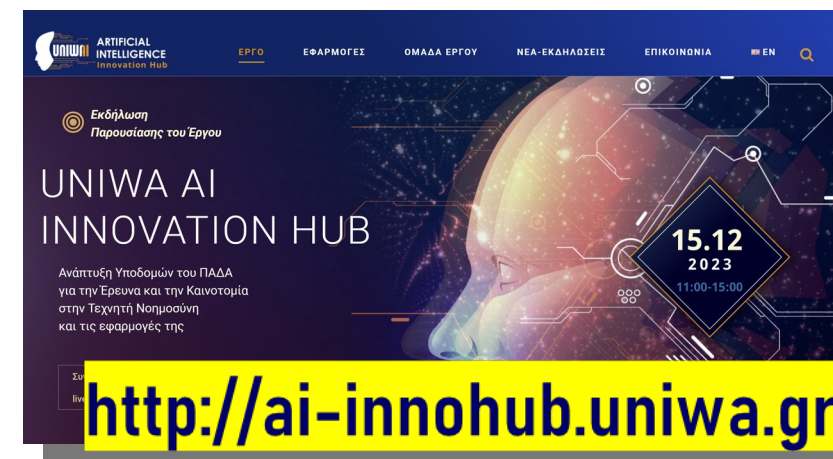 UNIWAI
ARTIFICIAL
INTELLIGENCE
Innovation Hub
ΕΡΓΟ ΕΦΑΡΜΟΓΕΣ ΟΜΑΔΑ ΕΡΓΟΥ ΝΕΑ-ΕΚΔΗΛΩΣΕΙΣ ΕΠΙΚΟΙΝΩΝΙΑ EN
Εκδήλωση
Παρουσίασης του Έργου
UNIWA AI
INNOVATION HUB
Ανάπτυξη Υποδομών του ΠΑΔΑ
για την Έρευνα και την Καινοτομία
στην Τεχνητή Νοημοσύνη
και τις εφαρμογές της
15.12
2023
11:00-15:00
http://ai-innohub.uniwa.gr